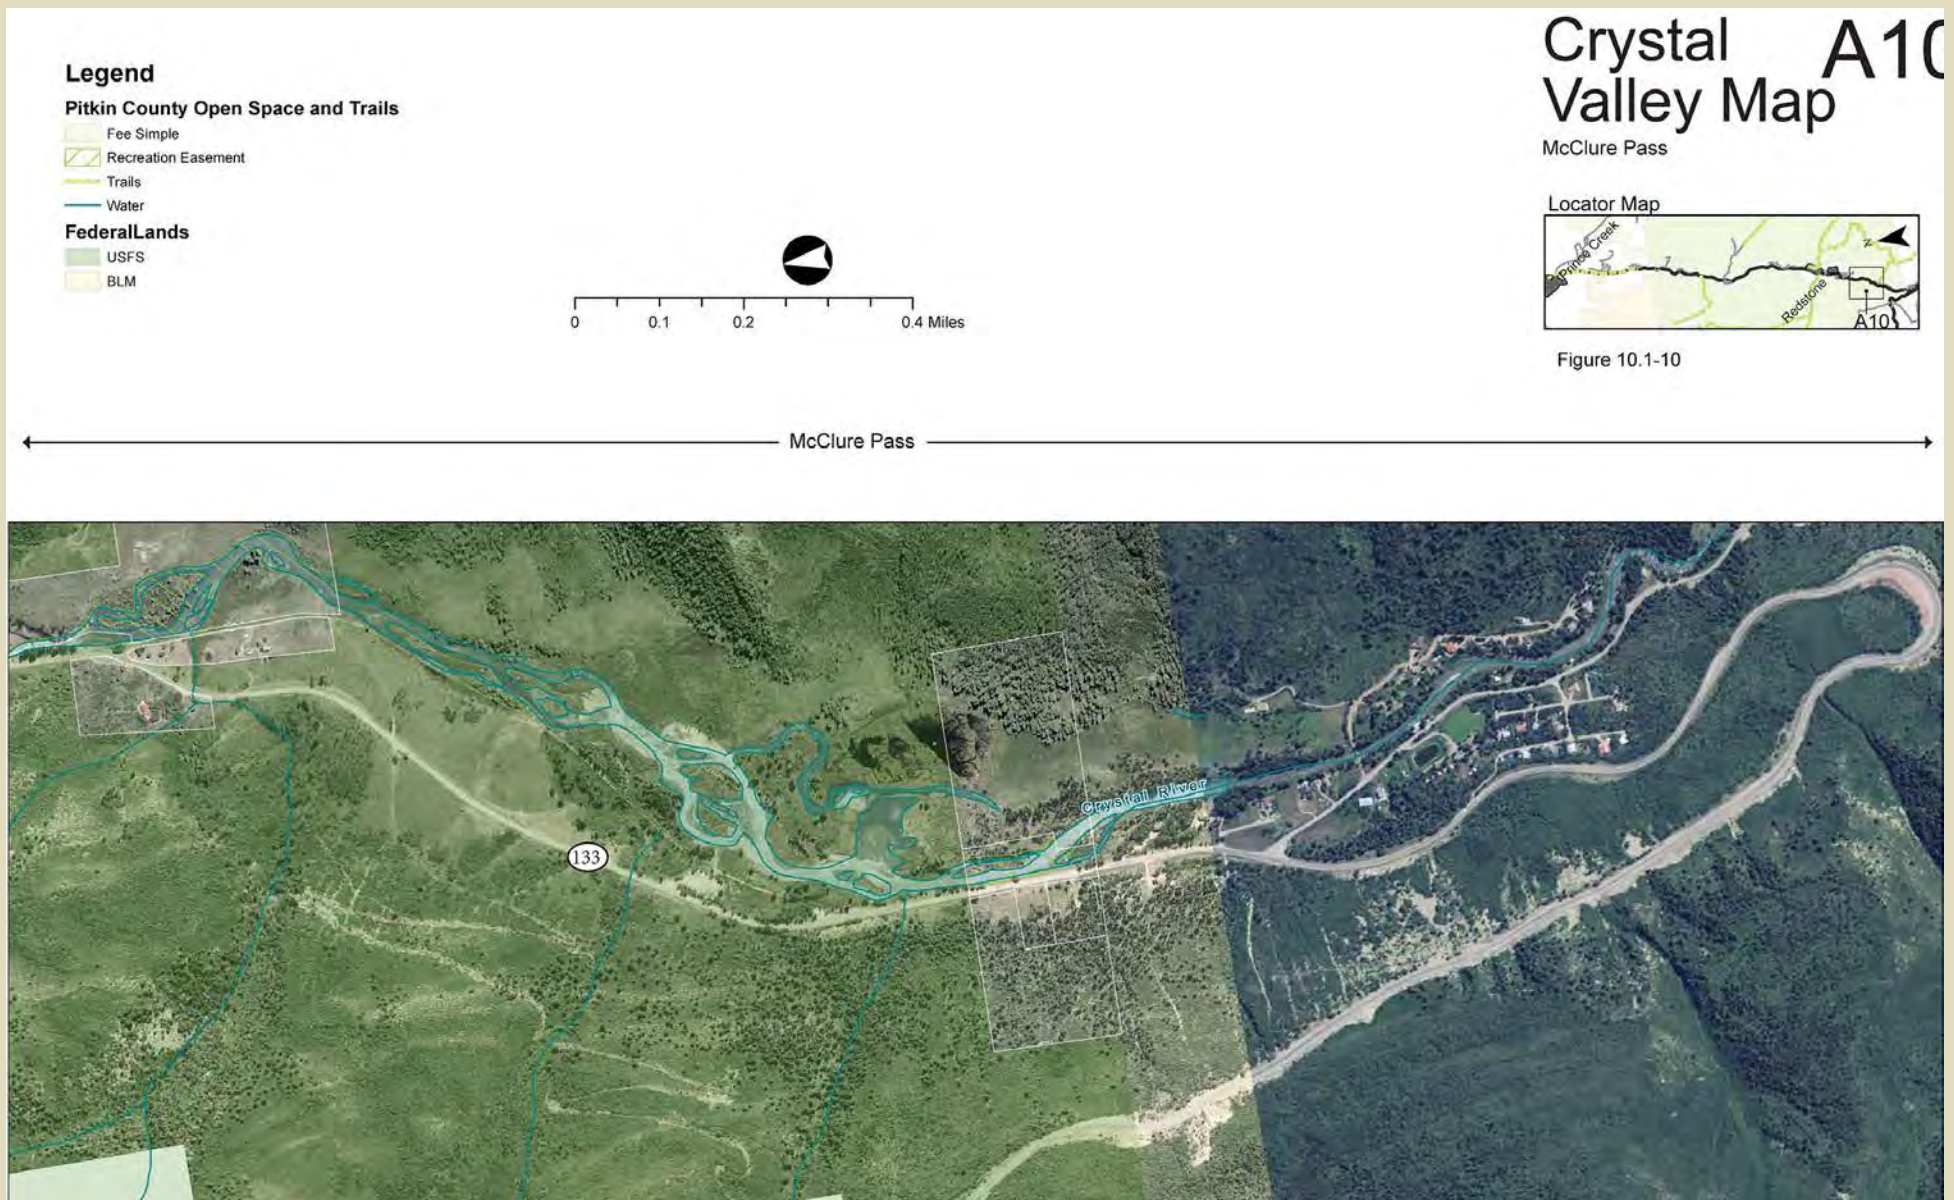 Legend
Pitkin County Open Space and Trails
Fee Simple
Recreation Easement
Trails
Water
FederalLands
USFS
BLM
0
0.1
0.2
0.4 Miles
Crystal
Valley Map
A10
McClure Pass
Locator Map
Prince Creek
Redstone
N
A10
Figure 10.1-10
McClure Pass
Crystal River
133